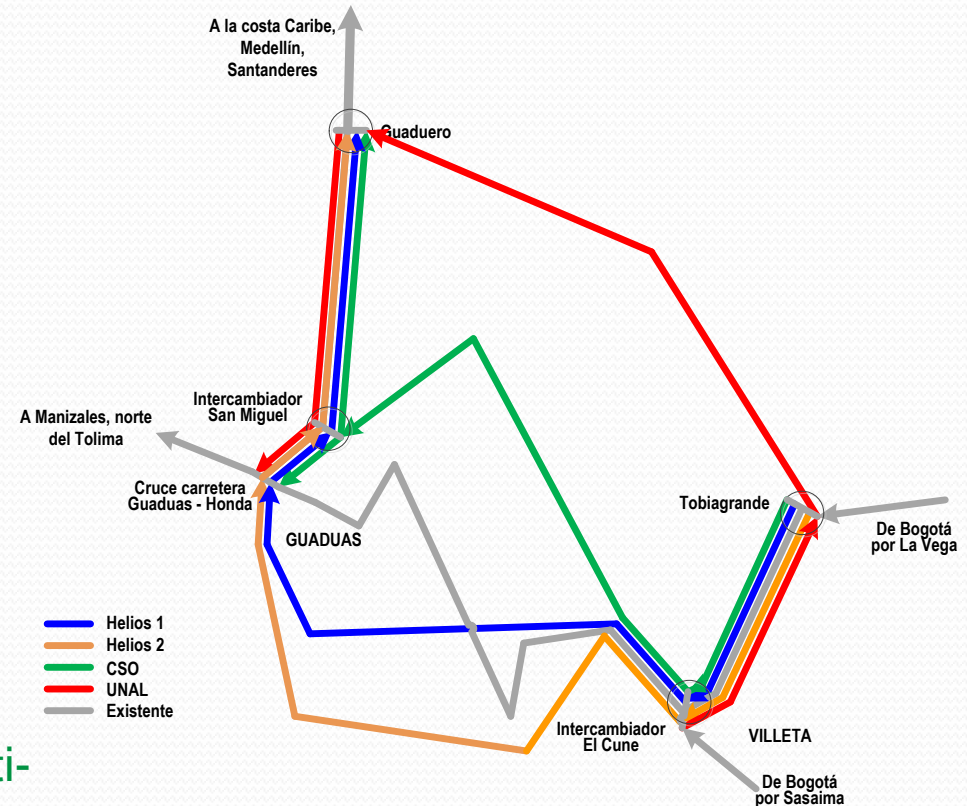 A la costa Caribe,
Medellín,
Santanderes
Guaduero
Intercambiador
San Miguel
A Manizales, norte
del Tolima
Cruce carretera
Guaduas - Honda
GUADUAS
Tobiagrande
De Bogotá
por La Vega
Helios 1
Helios 2
CSO
UNAL
Existente
Intercambiador
El Cune
VILLETA
De Bogotá
por Sasaima
ti-